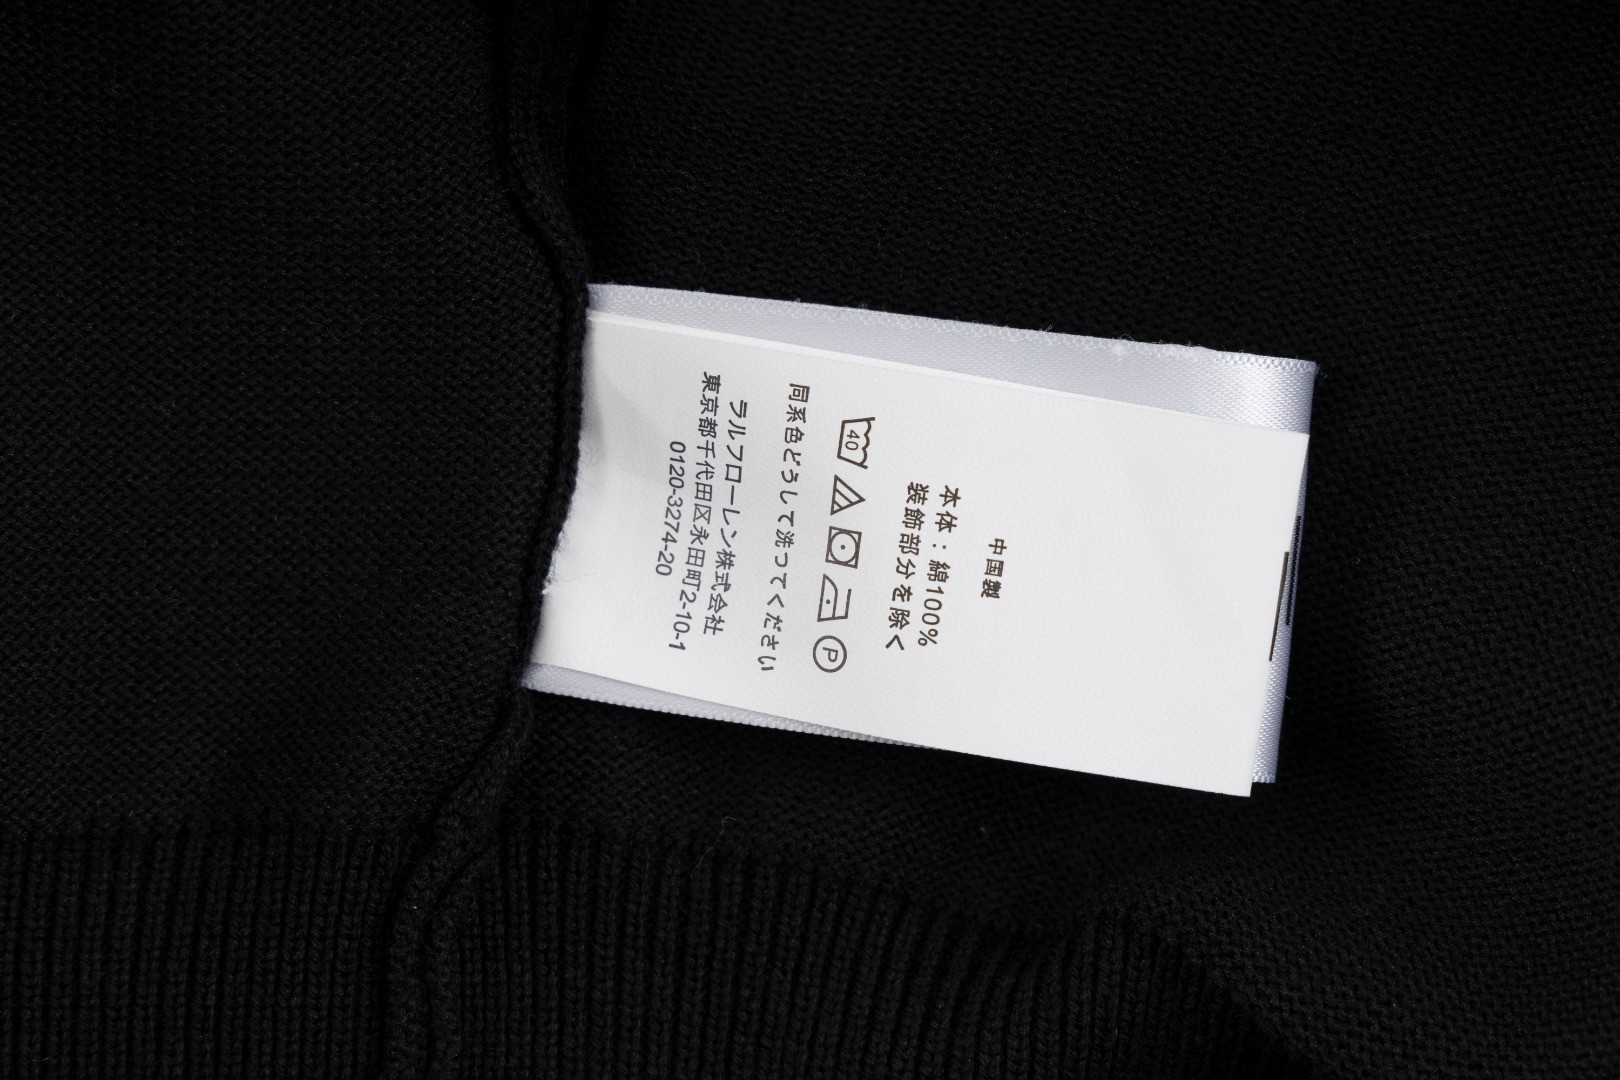 中国製
本体：綿100%
装飾部分を除く
40
P
同系色どうしで洗ってください
ラルフローレン株式会社
東京都千代田区永田町2-10-1
0120-3274-20